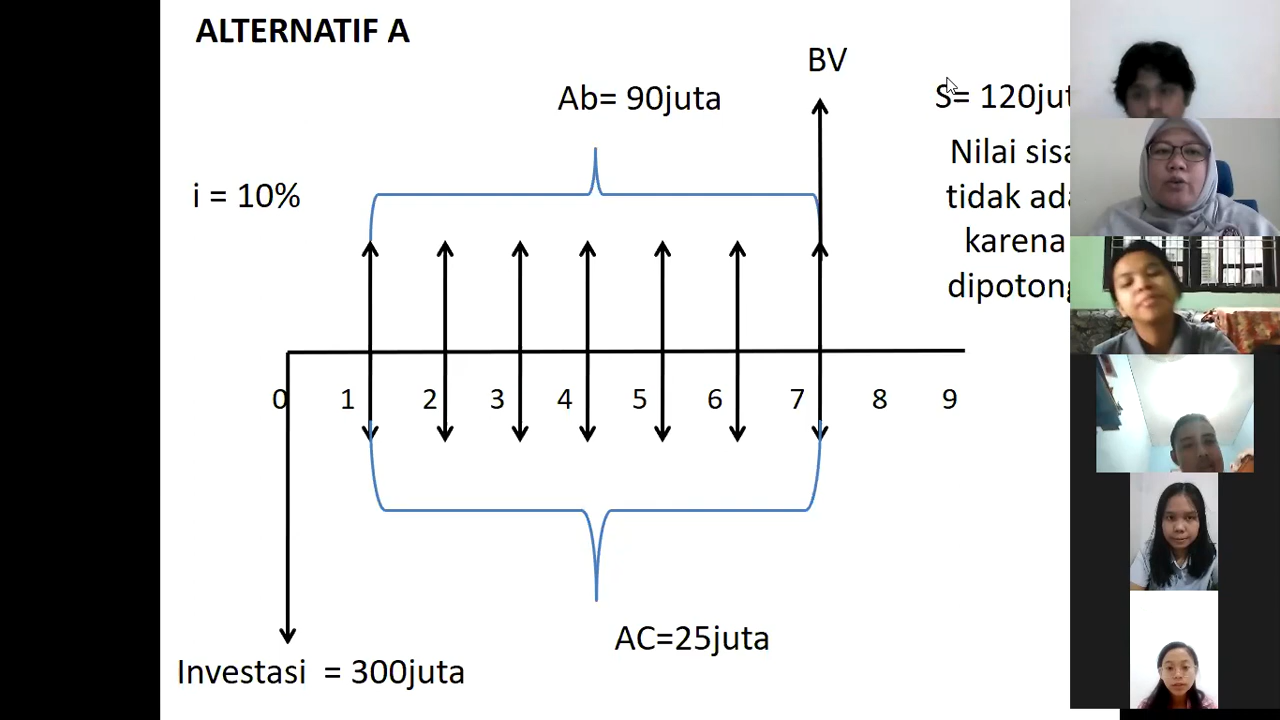 ALTERNATIF A
BV
Ab= 90juta
S= 120jut
Nilai sisa
tidak ada
karena
dipotong
i = 10%
0 1 2 3 4 5 6 7 8 9
AC=25juta
Investasi = 300juta